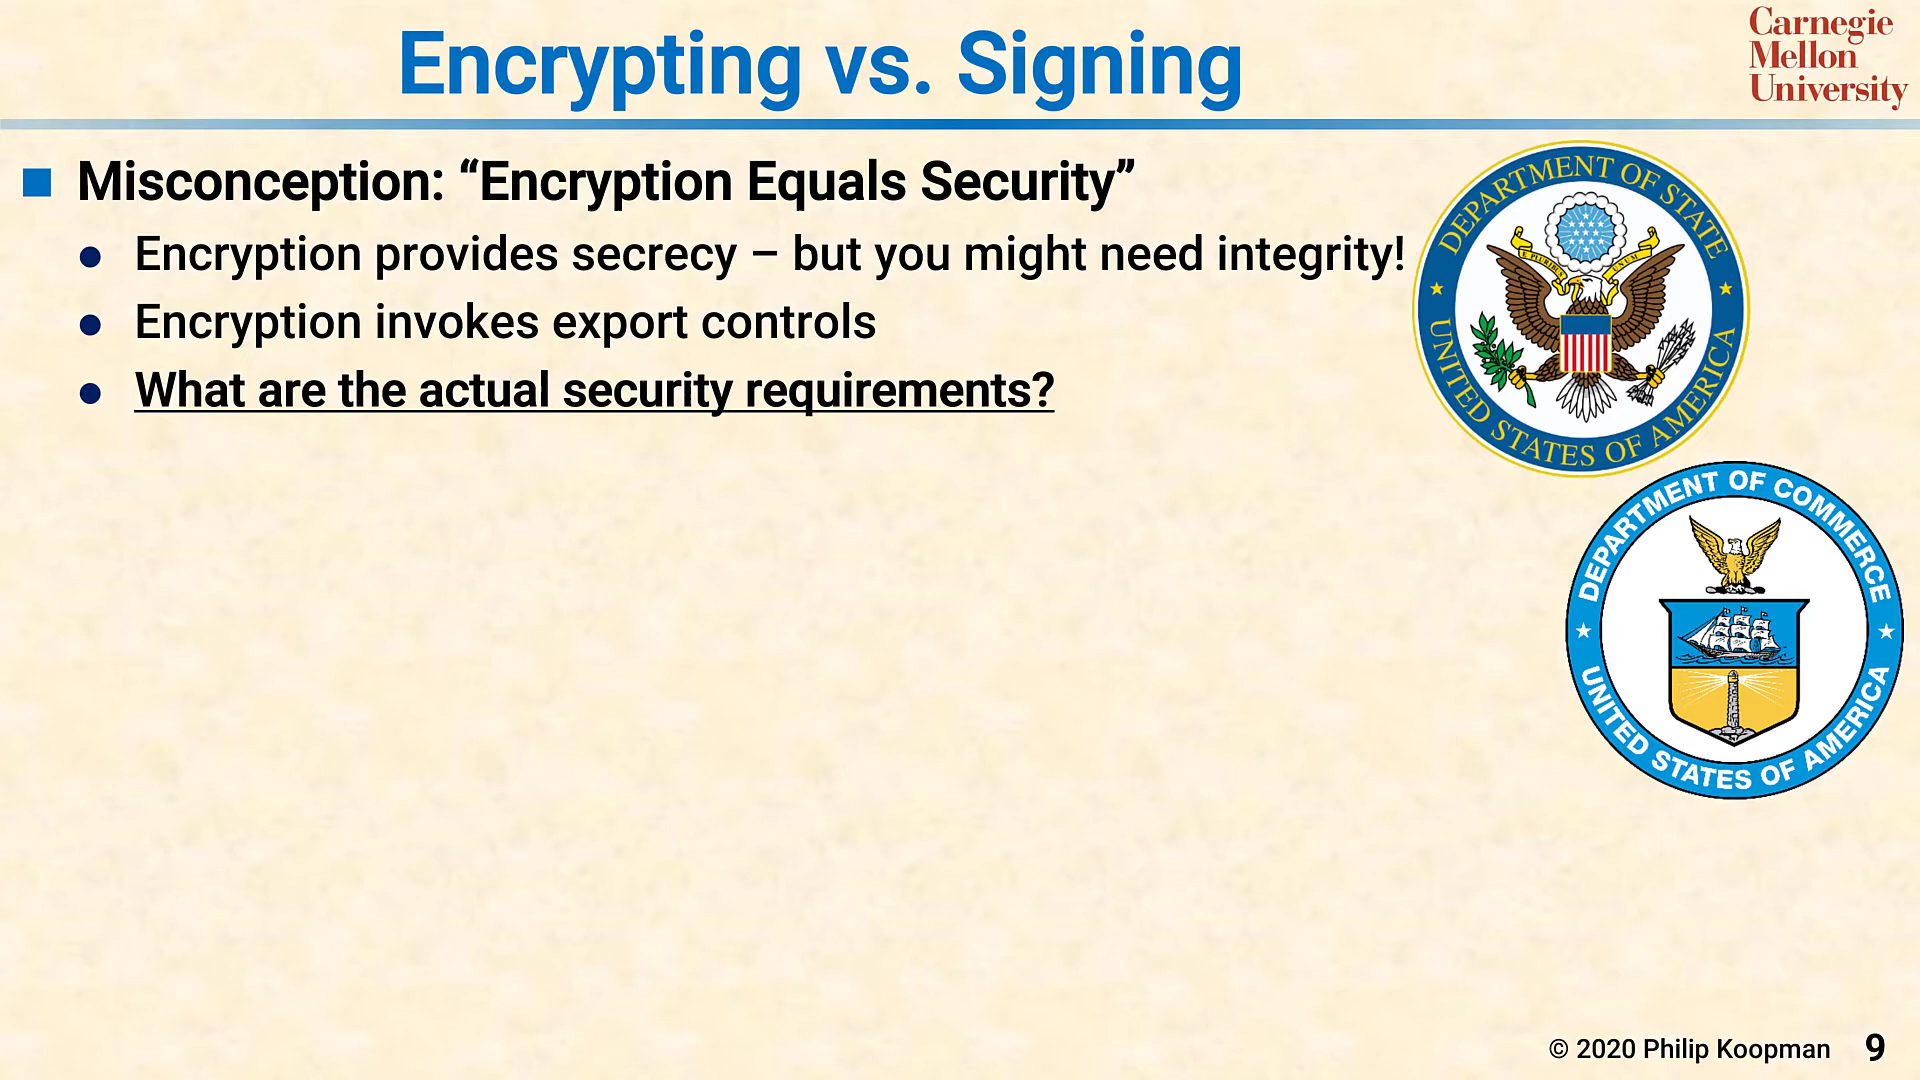 Encrypting vs. Signing
Carnegie
Mellon
University
Misconception: “Encryption Equals Security”
Encryption provides secrecy – but you might need integrity!
Encryption invokes export controls
What are the actual security requirements?
DEPARTMENT OF STATE
E PLURIBUS UNUM
UNITED STATES OF AMERICA
DEPARTMENT OF COMMERCE
UNITED STATES OF AMERICA
© 2020 Philip Koopman 9